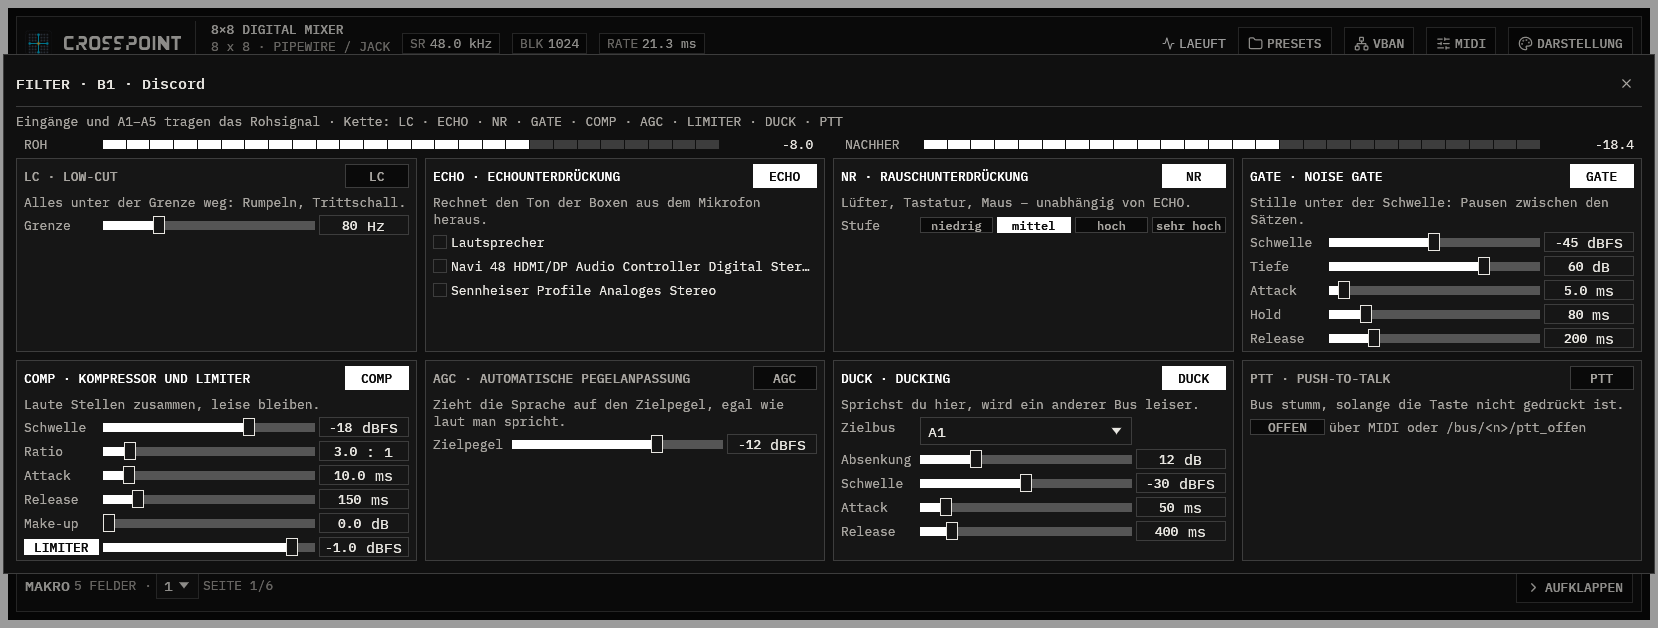 CROSSPOINT
8×8 DIGITAL MIXER
8 x 8 · PIPEWIRE / JACK
SR 48.0 kHz
BLK 1024
RATE 21.3 ms
LAEUFT
PRESETS
VBAN
MIDI
DARSTELLUNG
FILTER · B1 · Discord
×
Eingänge und A1–A5 tragen das Rohsignal · Kette: LC · ECHO · NR · GATE · COMP · AGC · LIMITER · DUCK · PTT
ROH -8.0
NACHHER -18.4
LC · LOW-CUT LC
Alles unter der Grenze weg: Rumpeln, Trittschall.
Grenze 80 Hz
ECHO · ECHOUNTERDRÜCKUNG ECHO
Rechnet den Ton der Boxen aus dem Mikrofon
heraus.
Lautsprecher
Navi 48 HDMI/DP Audio Controller Digital Ster…
Sennheiser Profile Analoges Stereo
NR · RAUSCHUNTERDRÜCKUNG NR
Lüfter, Tastatur, Maus – unabhängig von ECHO.
Stufe niedrig mittel hoch sehr hoch
GATE · NOISE GATE GATE
Stille unter der Schwelle: Pausen zwischen den
Sätzen.
Schwelle -45 dBFS
Tiefe 60 dB
Attack 5.0 ms
Hold 80 ms
Release 200 ms
COMP · KOMPRESSOR UND LIMITER COMP
Laute Stellen zusammen, leise bleiben.
Schwelle -18 dBFS
Ratio 3.0 : 1
Attack 10.0 ms
Release 150 ms
Make-up 0.0 dB
LIMITER -1.0 dBFS
AGC · AUTOMATISCHE PEGELANPASSUNG AGC
Zieht die Sprache auf den Zielpegel, egal wie
laut man spricht.
Zielpegel -12 dBFS
DUCK · DUCKING DUCK
Sprichst du hier, wird ein anderer Bus leiser.
Zielbus A1
Absenkung 12 dB
Schwelle -30 dBFS
Attack 50 ms
Release 400 ms
PTT · PUSH-TO-TALK PTT
Bus stumm, solange die Taste nicht gedrückt ist.
OFFEN über MIDI oder /bus/<n>/ptt_offen
MAKRO 5 FELDER · 1 SEITE 1/6
AUFKLAPPEN